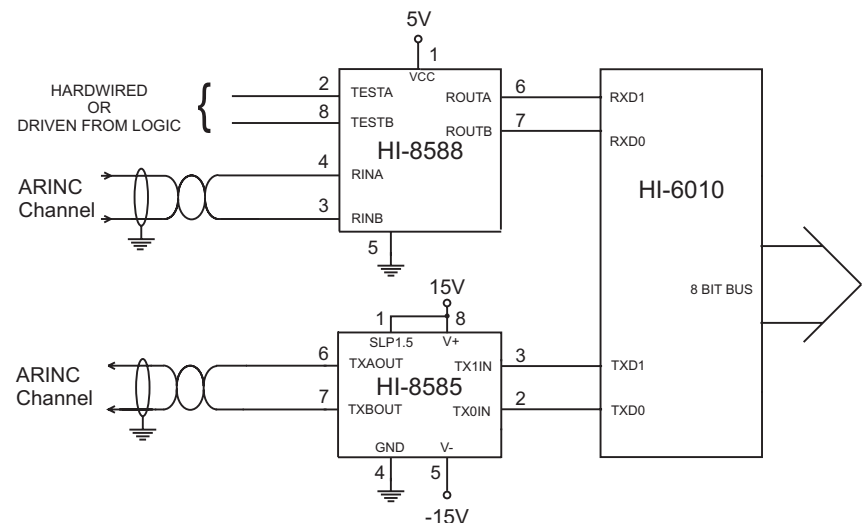 5V
1
VCC
HARDWIRED
OR
DRIVEN FROM LOGIC
{
2
TESTA
8
TESTB
ROUTA
6
RXD1
ROUTB
7
RXD0
HI-8588
HI-6010
ARINC
Channel
4
RINA
3
RINB
5
8 BIT BUS
15V
1
8
SLP1.5
V+
ARINC
Channel
6
TXAOUT
7
TXBOUT
TX1IN
3
TXD1
HI-8585
TX0IN
2
TXD0
GND
V-
4
5
-15V